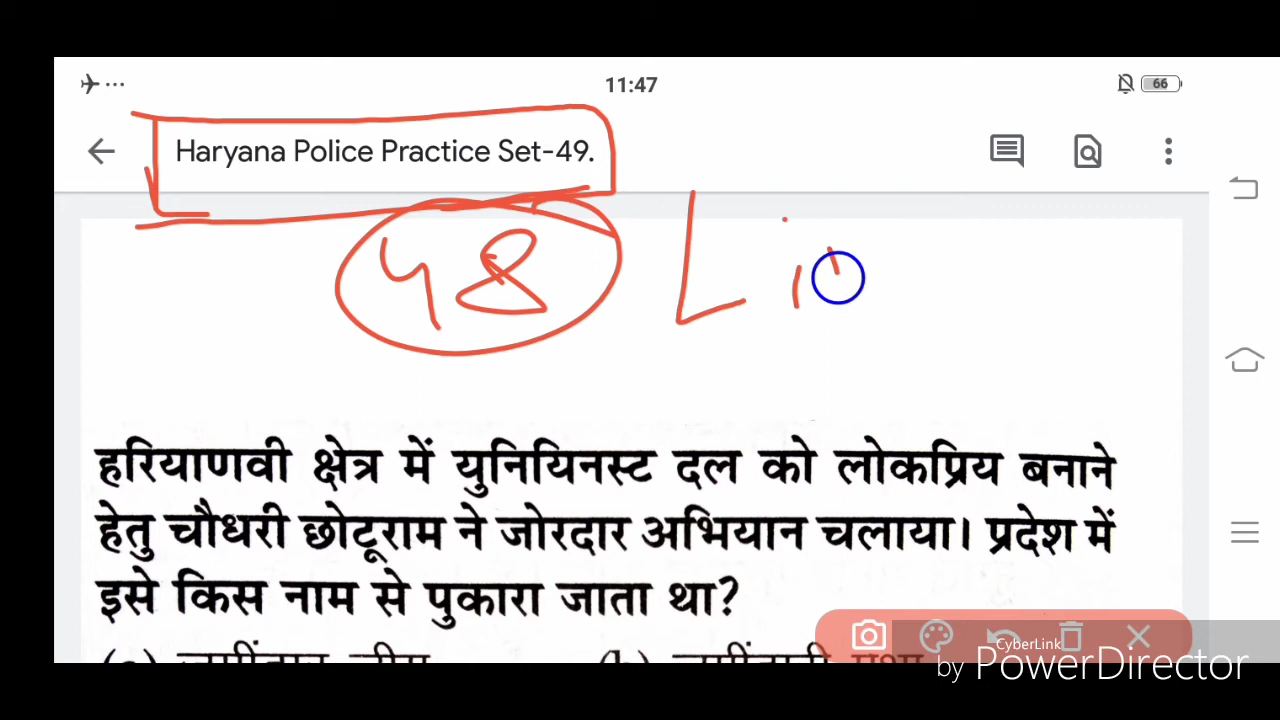 11:47
66
Haryana Police Practice Set-49.
48 Li
हरियाणवी क्षेत्र में युनियिनस्ट दल को लोकप्रिय बनाने
हेतु चौधरी छोटूराम ने जोरदार अभियान चलाया। प्रदेश में
इसे किस नाम से पुकारा जाता था?
CyberLink
by PowerDirector